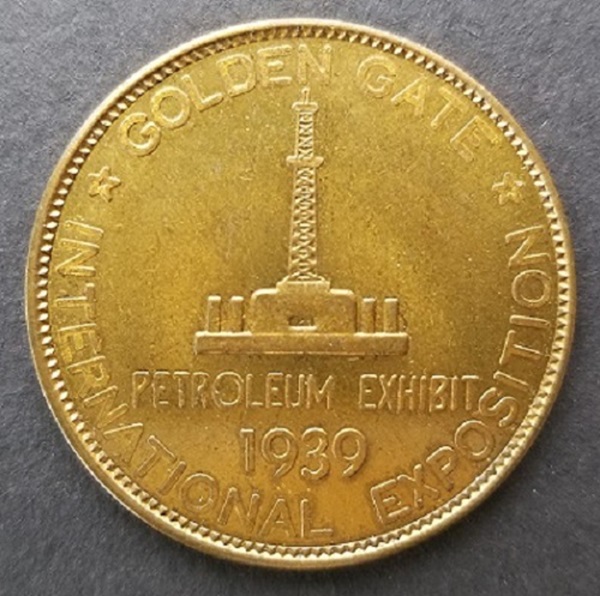 GOLDEN GATE
INTERNATIONAL EXPOSITION
PETROLEUM EXHIBIT
1939